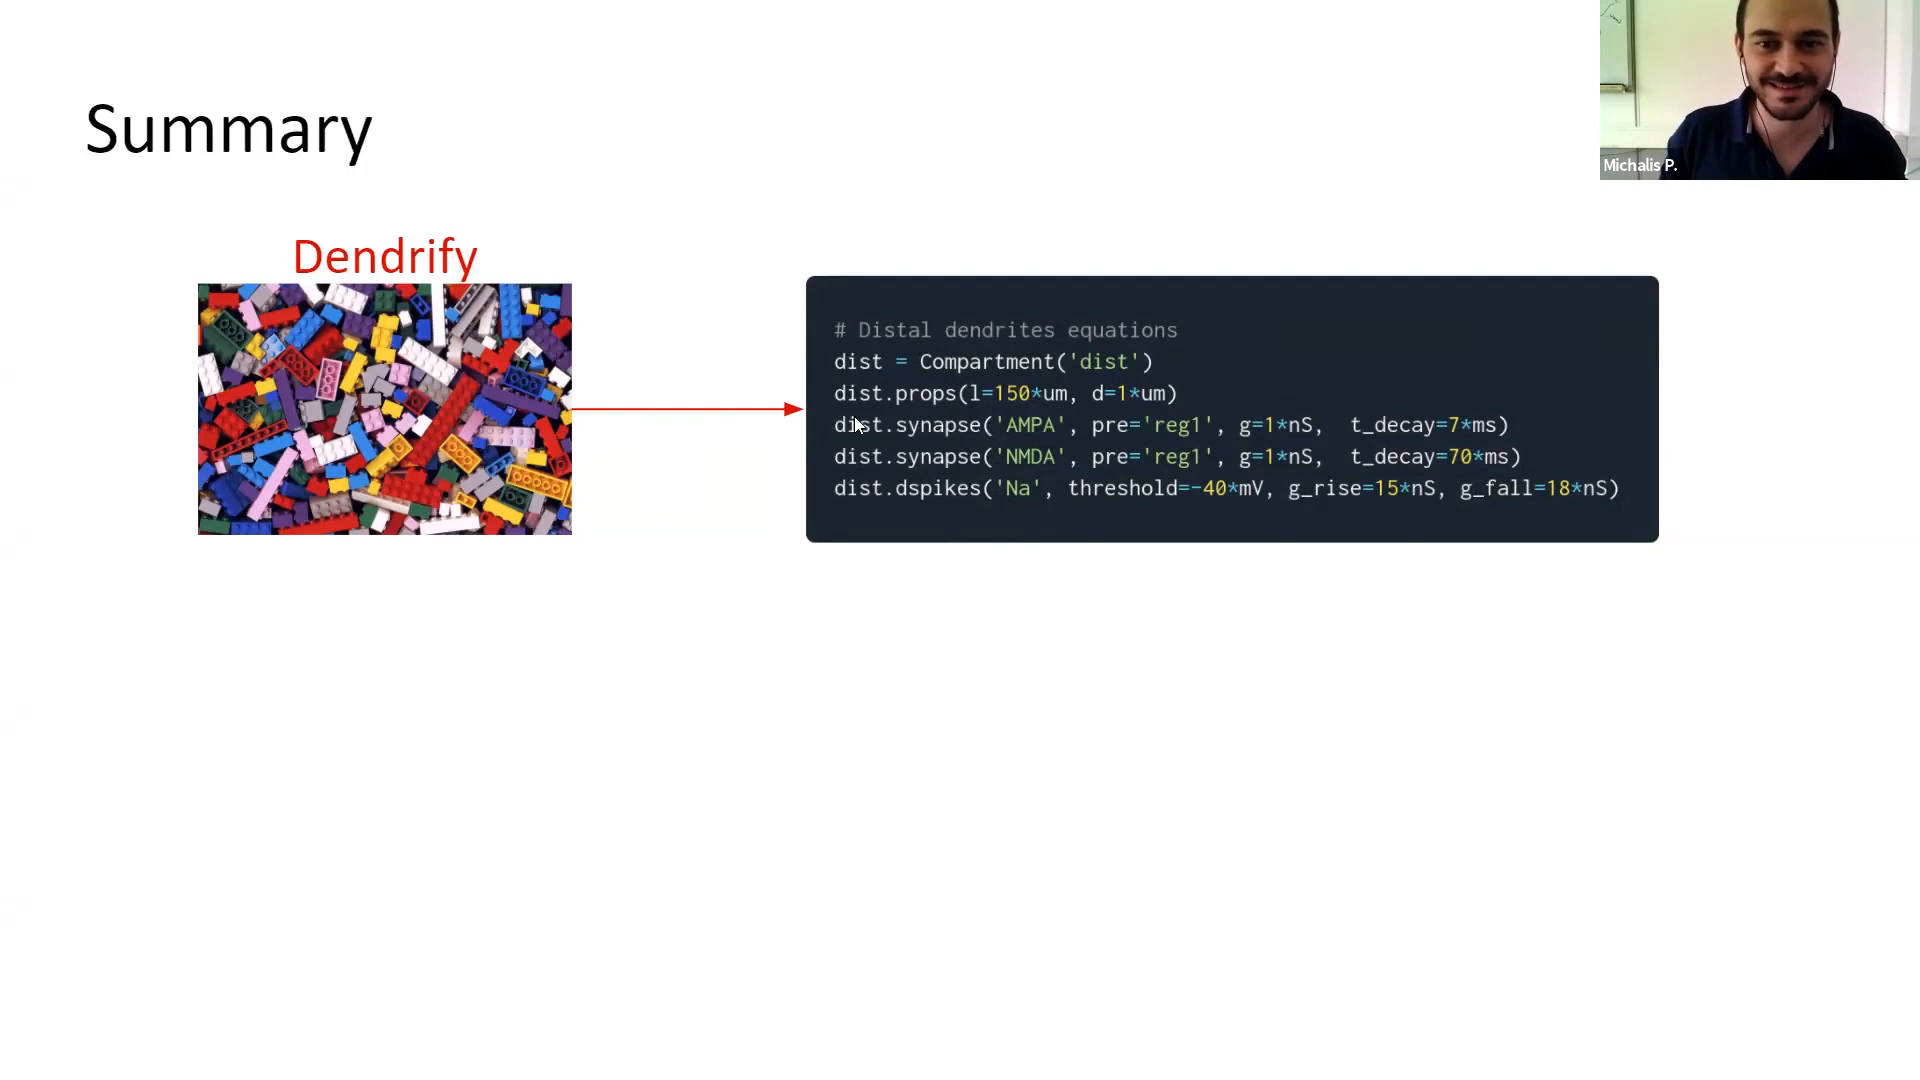 Summary
Michalis P.
Dendrify
# Distal dendrites equations
dist = Compartment('dist')
dist.props(l=150*um, d=1*um)
dist.synapse('AMPA', pre='reg1', g=1*nS,  t_decay=7*ms)
dist.synapse('NMDA', pre='reg1', g=1*nS,  t_decay=70*ms)
dist.dspikes('Na', threshold=-40*mV, g_rise=15*nS, g_fall=18*nS)